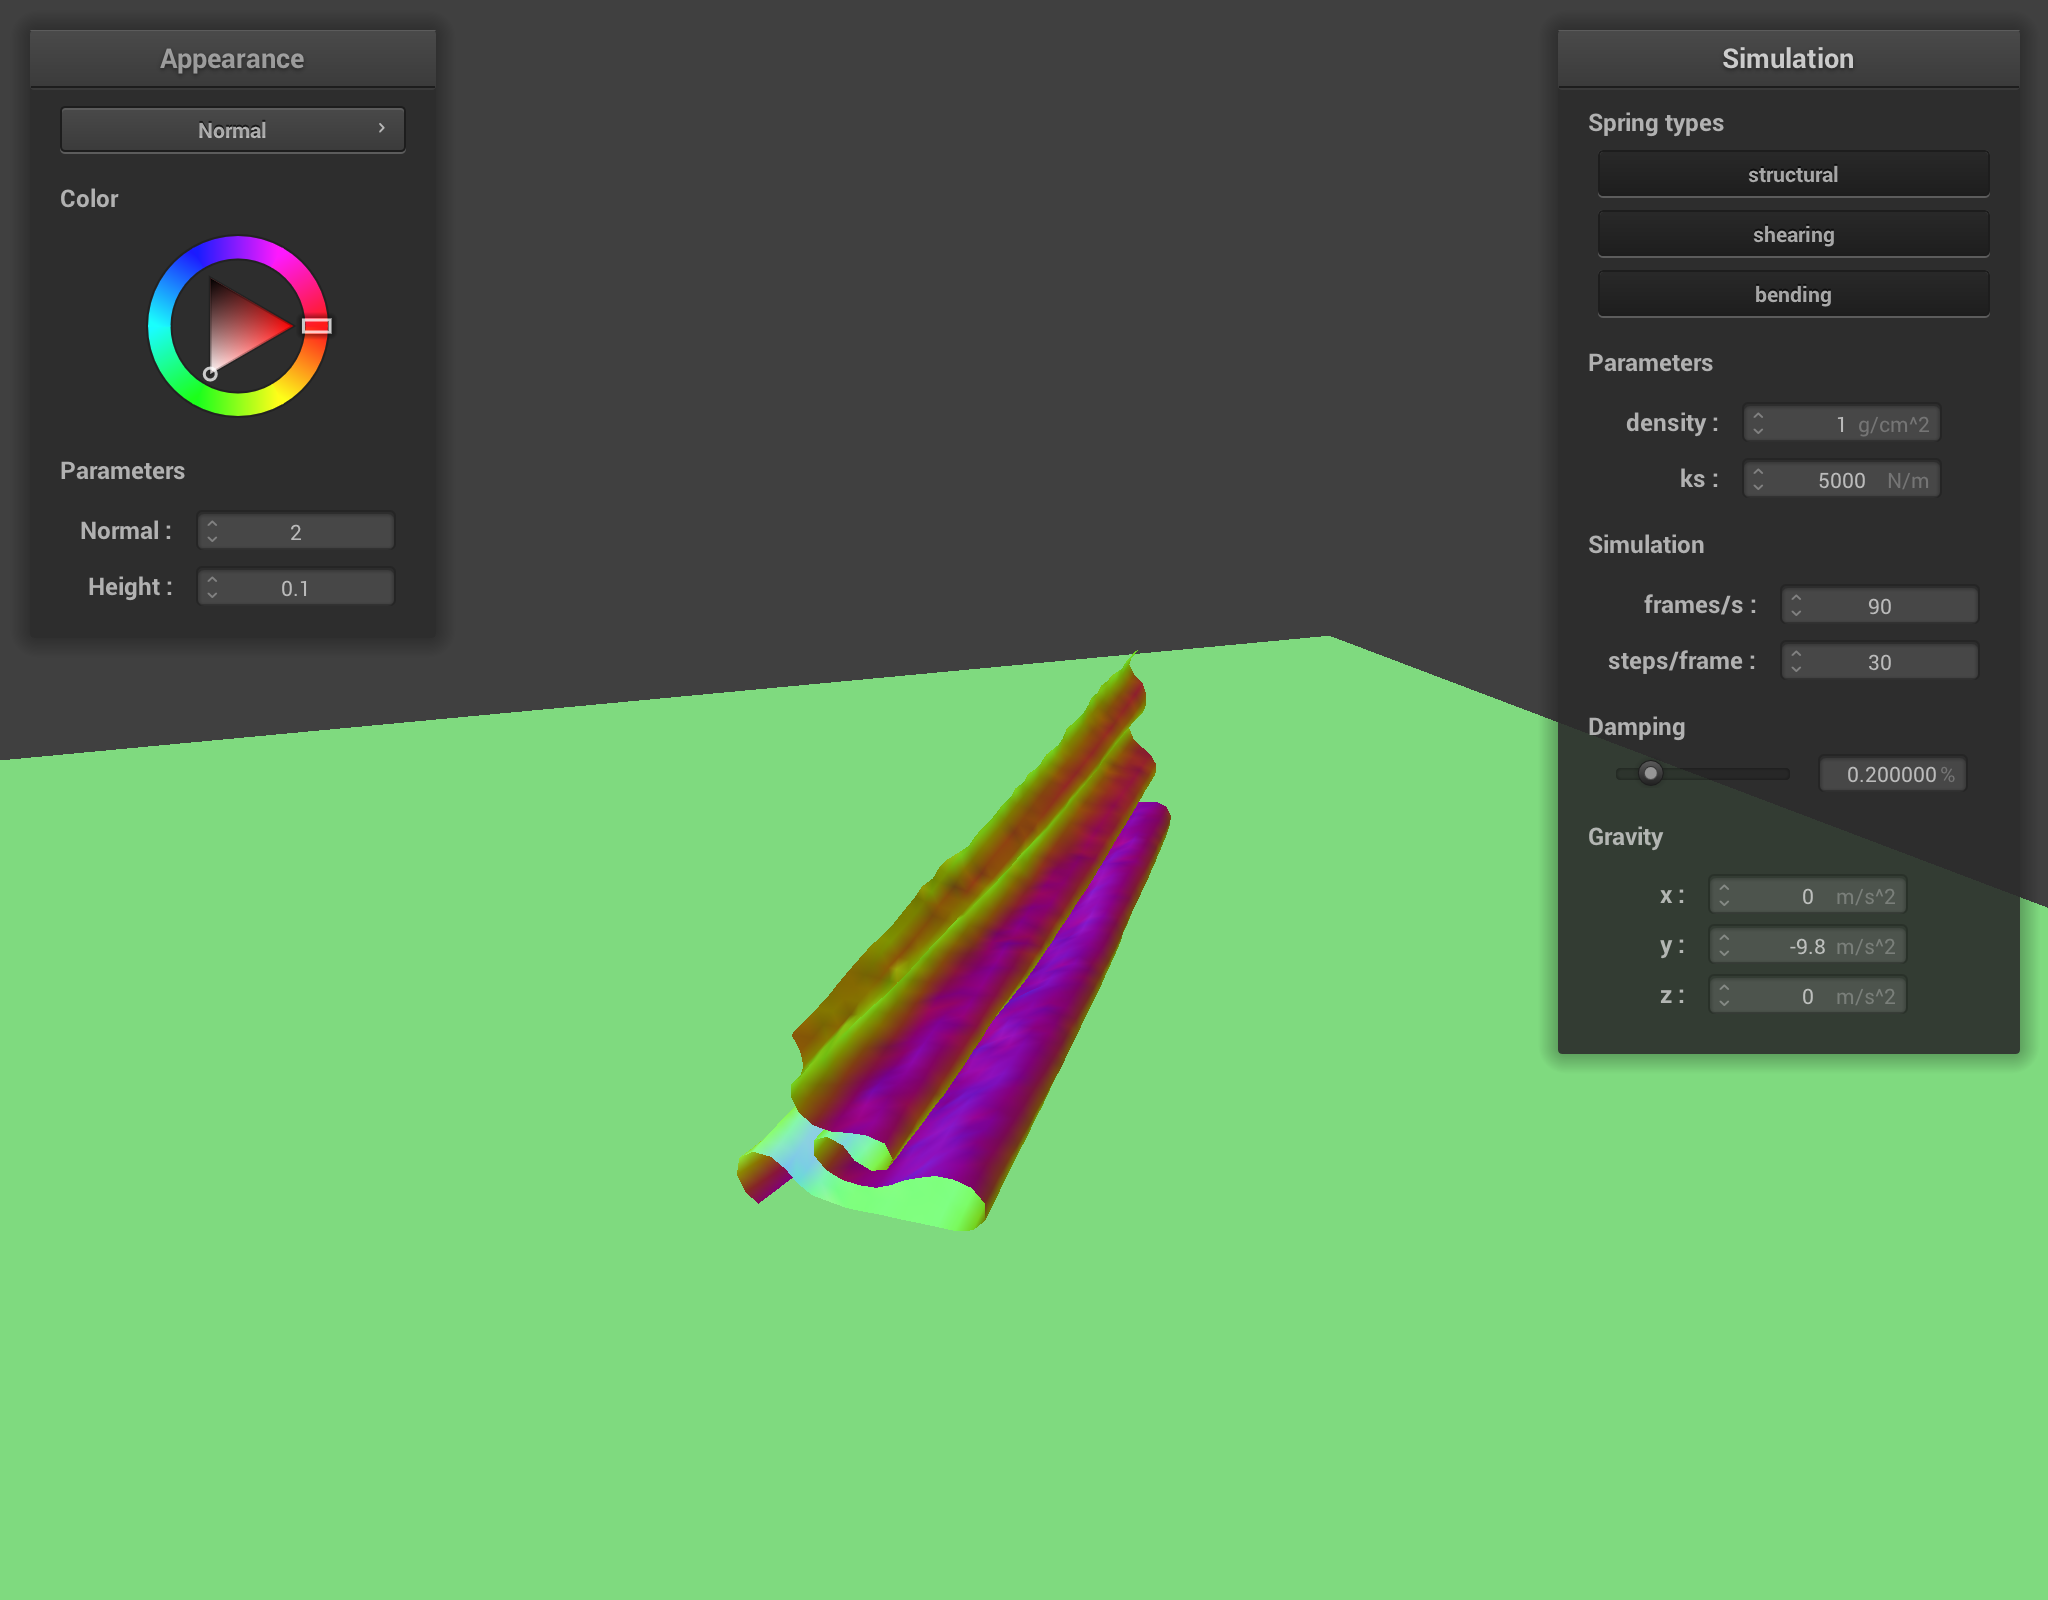 Appearance
Normal
Color
Parameters
Normal : 2
Height : 0.1
Simulation
Spring types
structural
shearing
bending
Parameters
density : 1 g/cm^2
ks : 5000 N/m
Simulation
frames/s : 90
steps/frame : 30
Damping
0.200000 %
Gravity
x : 0 m/s^2
y : -9.8 m/s^2
z : 0 m/s^2